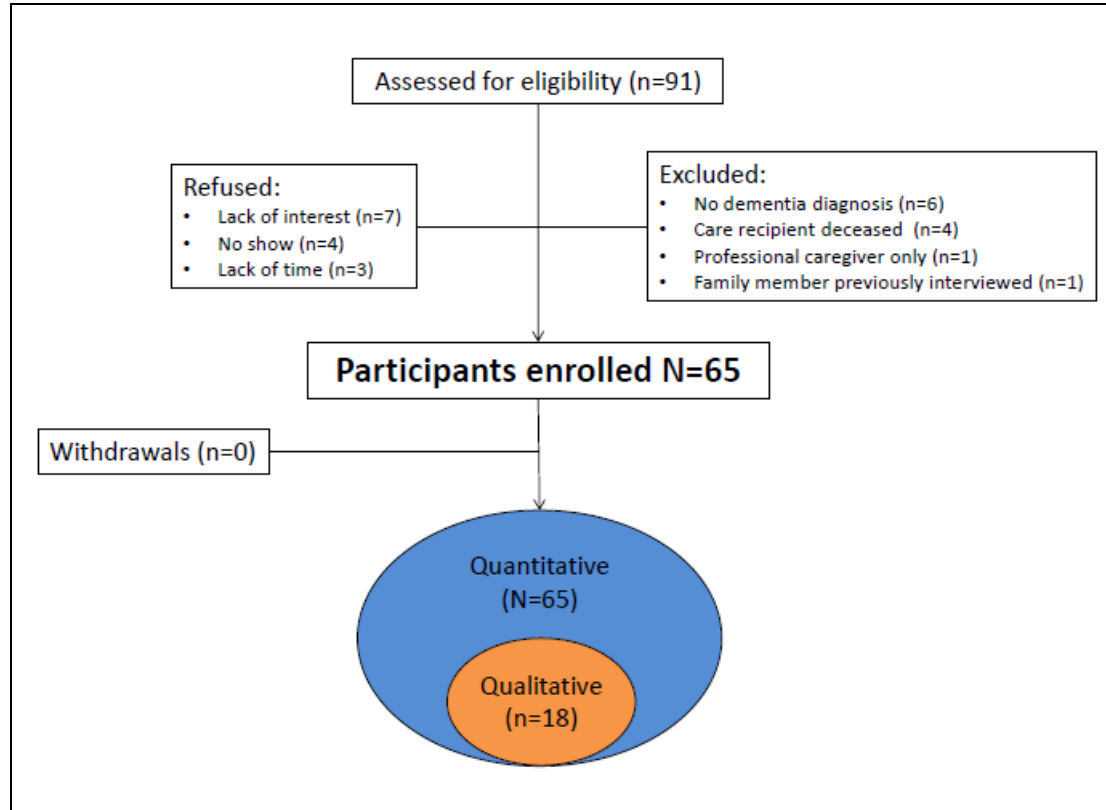 Assessed for eligibility (n=91)
Refused:
• Lack of interest (n=7)
• No show (n=4)
• Lack of time (n=3)
Excluded:
• No dementia diagnosis (n=6)
• Care recipient deceased (n=4)
• Professional caregiver only (n=1)
• Family member previously interviewed (n=1)
Participants enrolled N=65
Withdrawals (n=0)
Quantitative
(N=65)
Qualitative
(n=18)